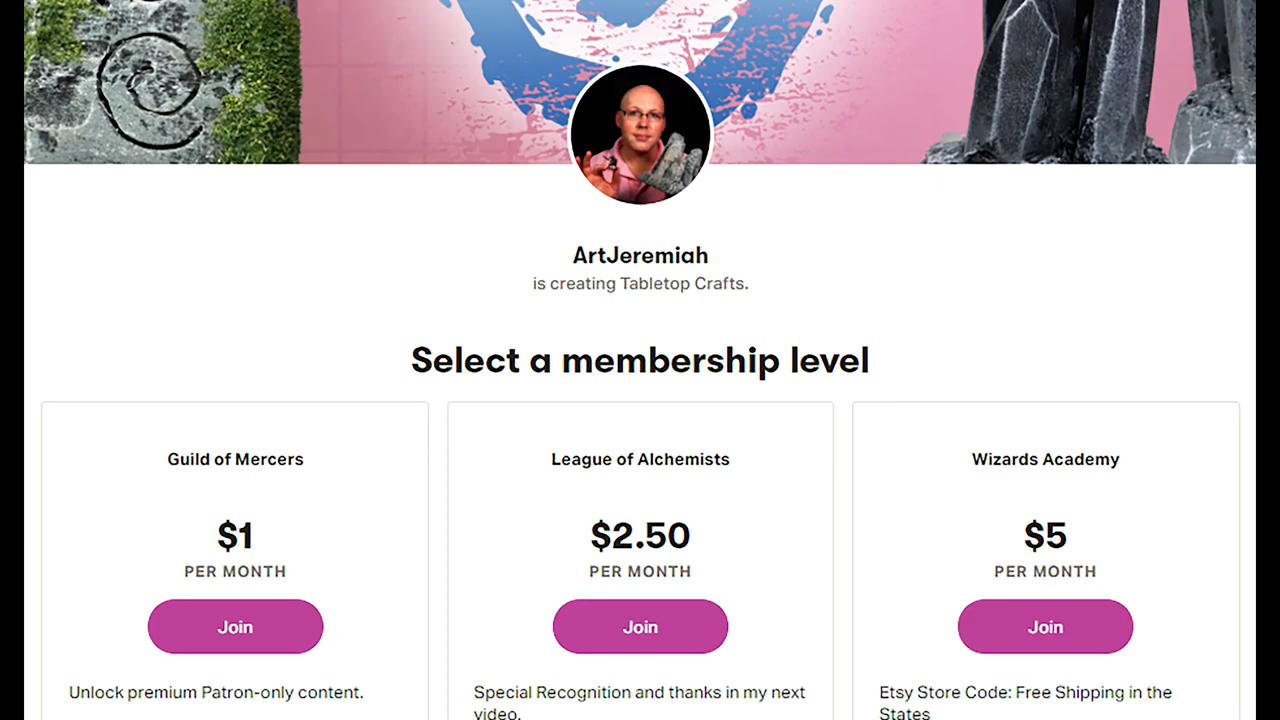 ArtJeremiah
is creating Tabletop Crafts.
Select a membership level
Guild of Mercers
$1
PER MONTH
Join
Unlock premium Patron-only content.
League of Alchemists
$2.50
PER MONTH
Join
Special Recognition and thanks in my next
video.
Wizards Academy
$5
PER MONTH
Join
Etsy Store Code: Free Shipping in the
States